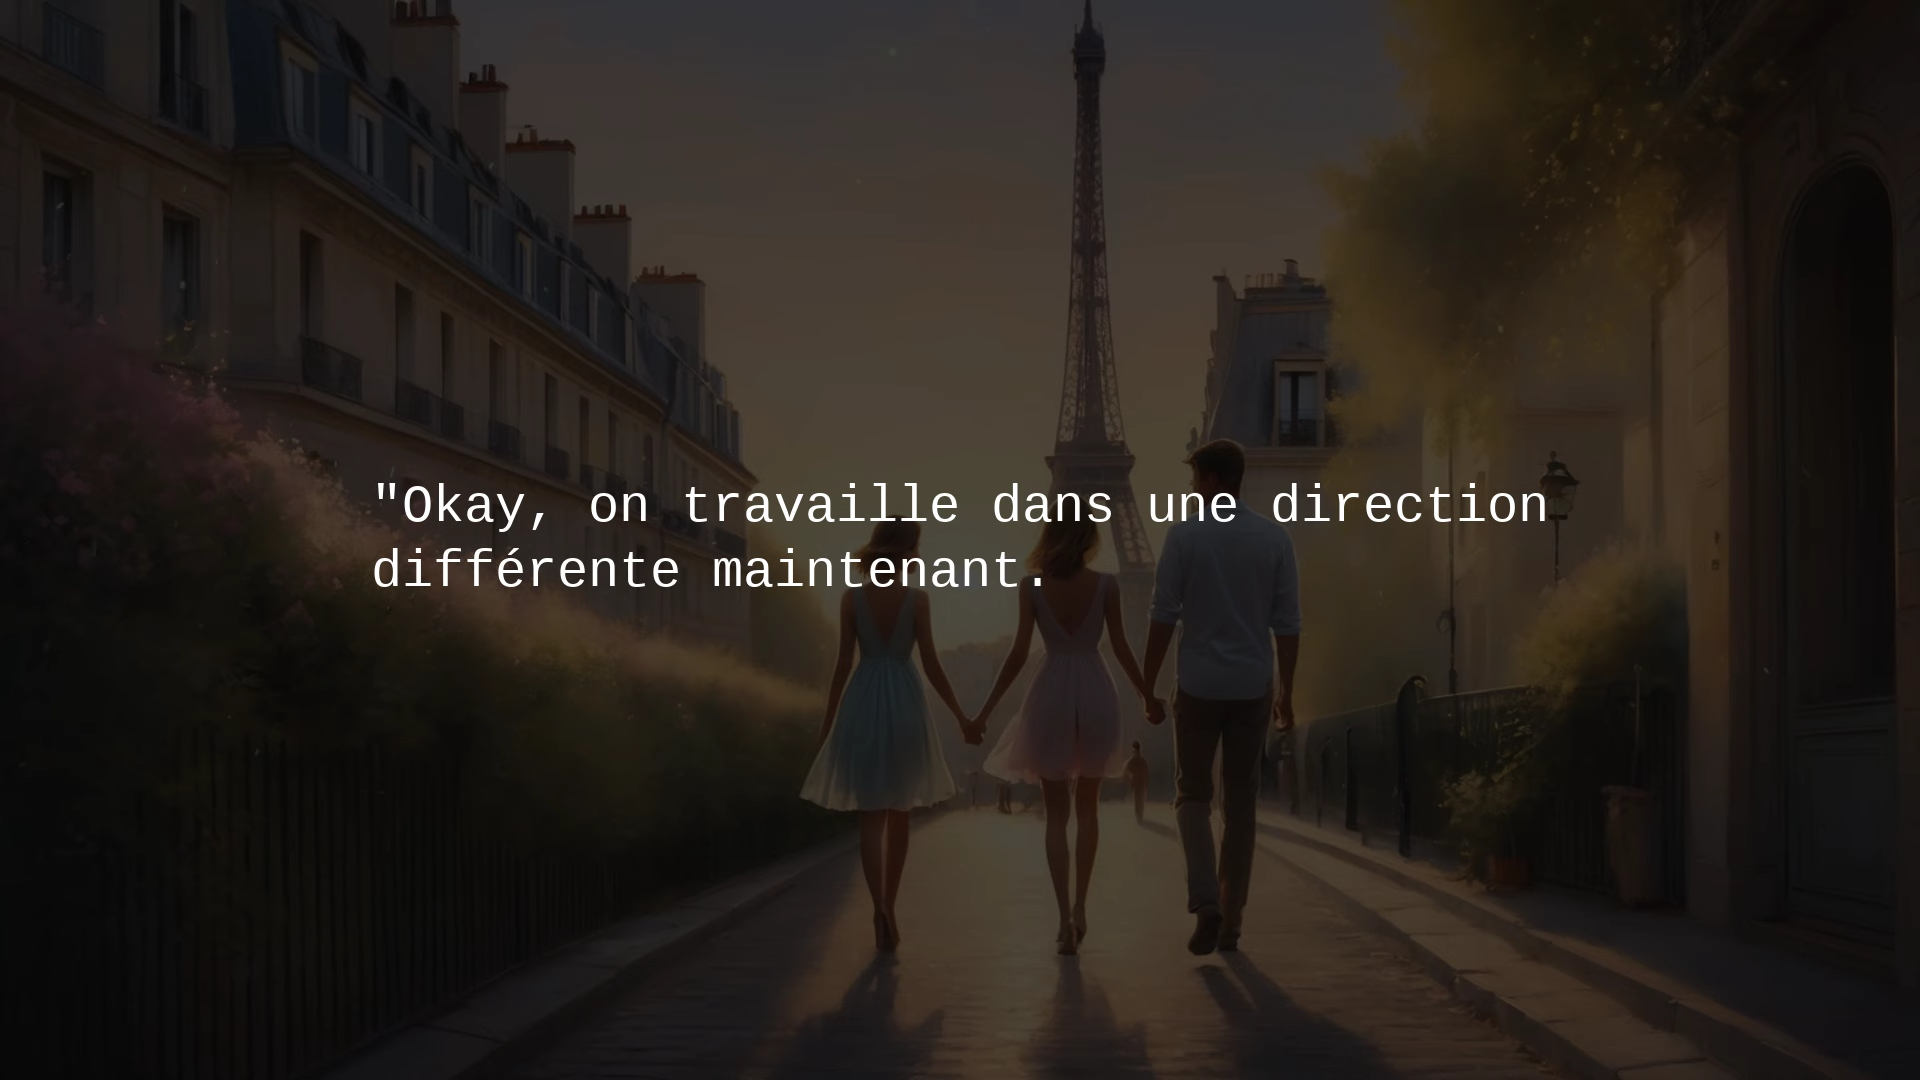 "Okay, on travaille dans une direction
différente maintenant.